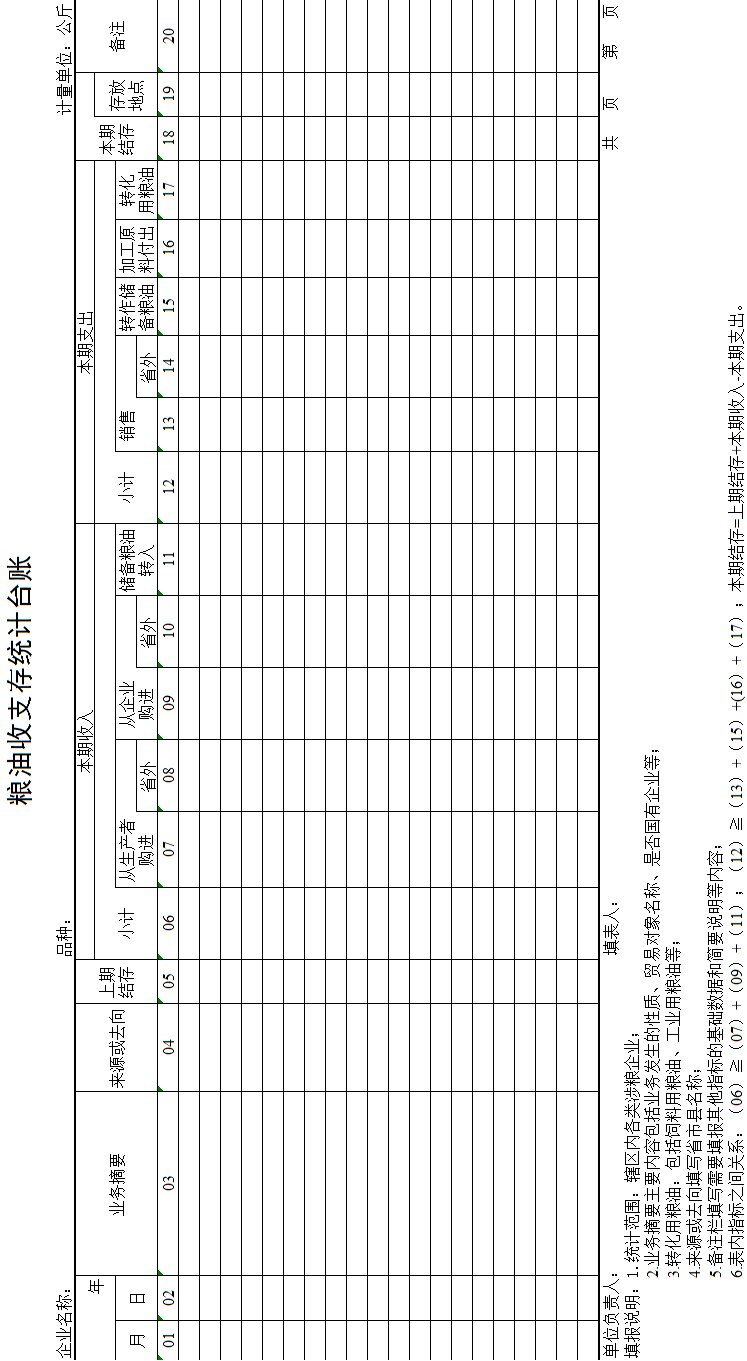 粮油收支存统计台账
企业名称： 品种： 计量单位：公斤
年 业务摘要 来源或去向 上期结存 本期收入 本期支出 本期结存 备注
月 日 小计 从生产者购进 省外 从企业购进 省外 储备粮油转入 小计 销售 省外 转作储备粮油 加工原料付出 转化用粮油 存放地点
01 02 03 04 05 06 07 08 09 10 11 12 13 14 15 16 17 18 19 20
单位负责人： 填表人： 共 页 第 页
填报说明：1.统计范围：辖区内各类涉粮企业；
2.业务摘要主要内容包括业务发生的性质、贸易对象名称、是否国有企业等；
3.转化用粮油：包括饲料用粮油、工业用粮油等；
4.来源或去向填写省市县名称；
5.备注栏填写需要填报其他指标的基础数据和简要说明等内容；
6.表内指标之间关系：（06）≧（07）+（09）+（11）；（12）≧（13）+（15）+(16）+（17）；本期结存=上期结存+本期收入-本期支出。